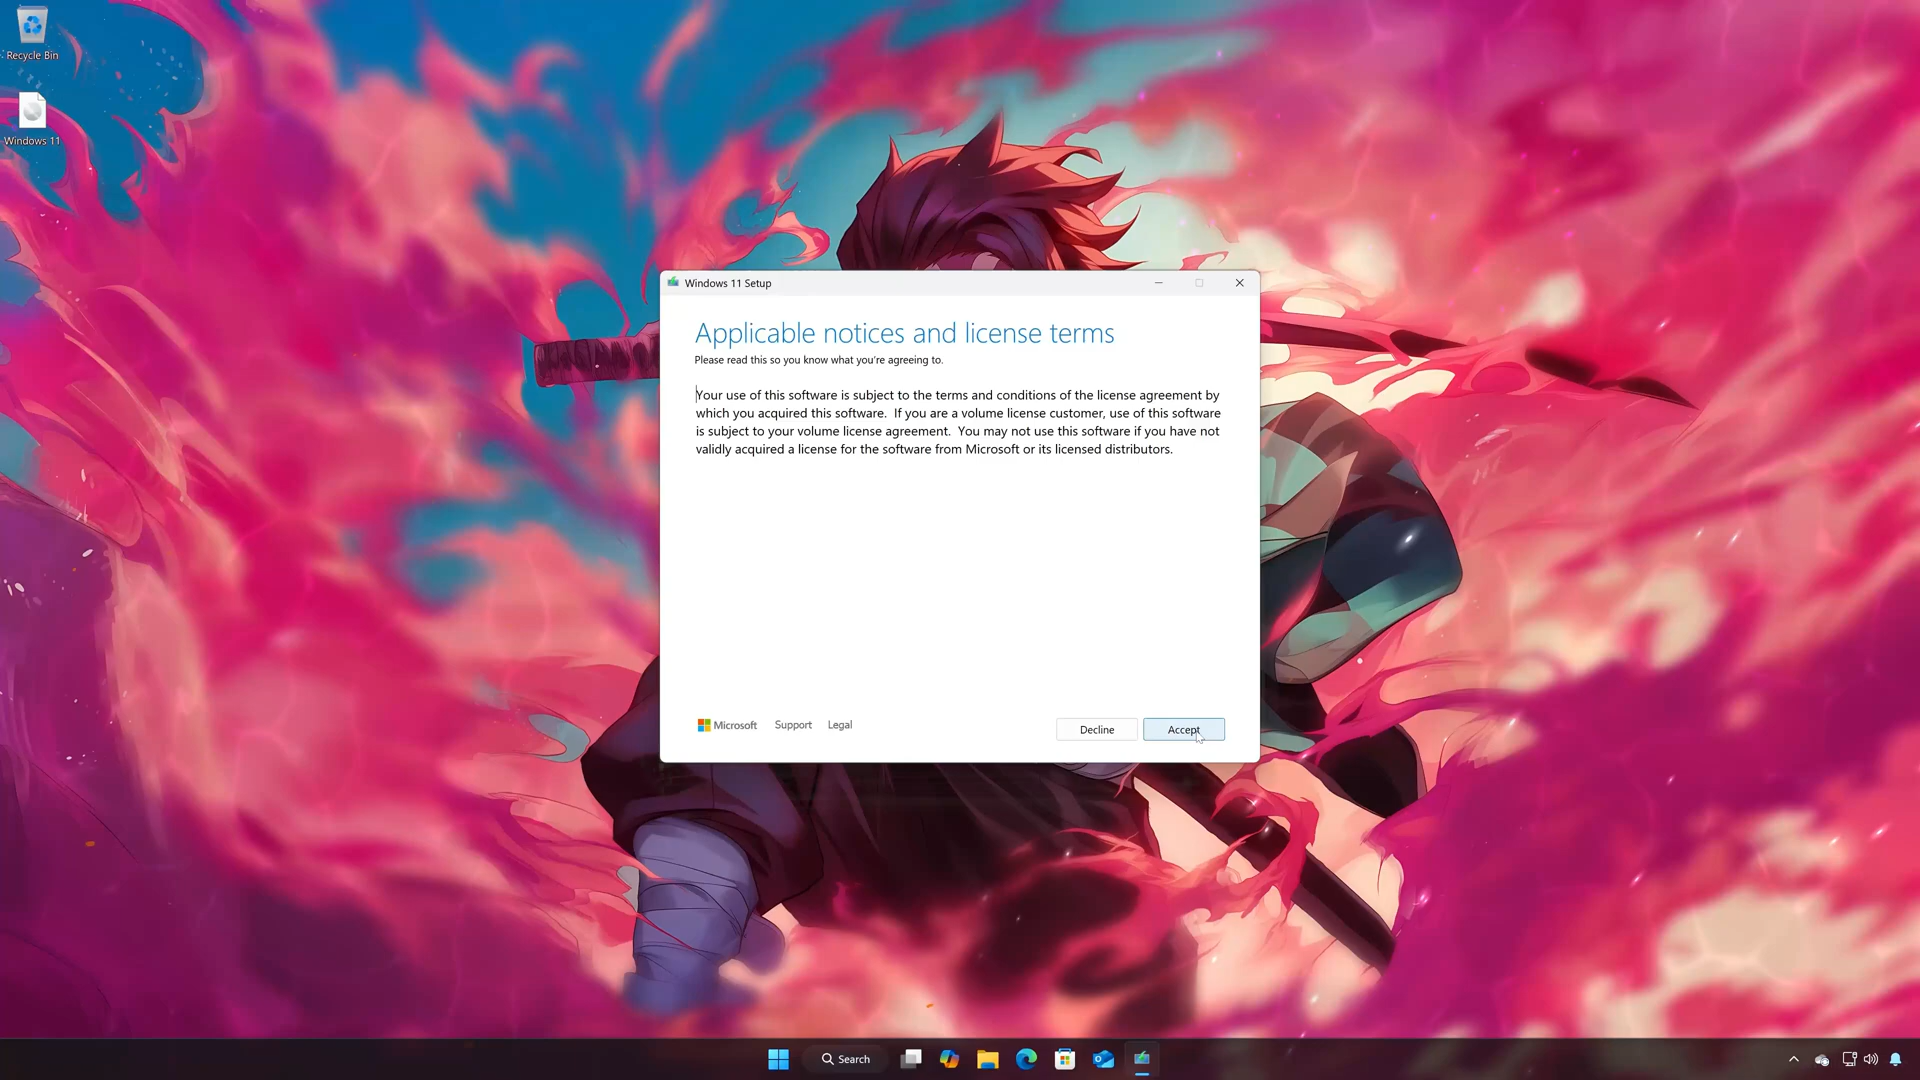 Recycle Bin
Windows 11
Windows 11 Setup
Applicable notices and license terms
Please read this so you know what you're agreeing to.
Your use of this software is subject to the terms and conditions of the license agreement by
which you acquired this software.  If you are a volume license customer, use of this software
is subject to your volume license agreement.  You may not use this software if you have not
validly acquired a license for the software from Microsoft or its licensed distributors.
Microsoft Support Legal Decline Accept
Search